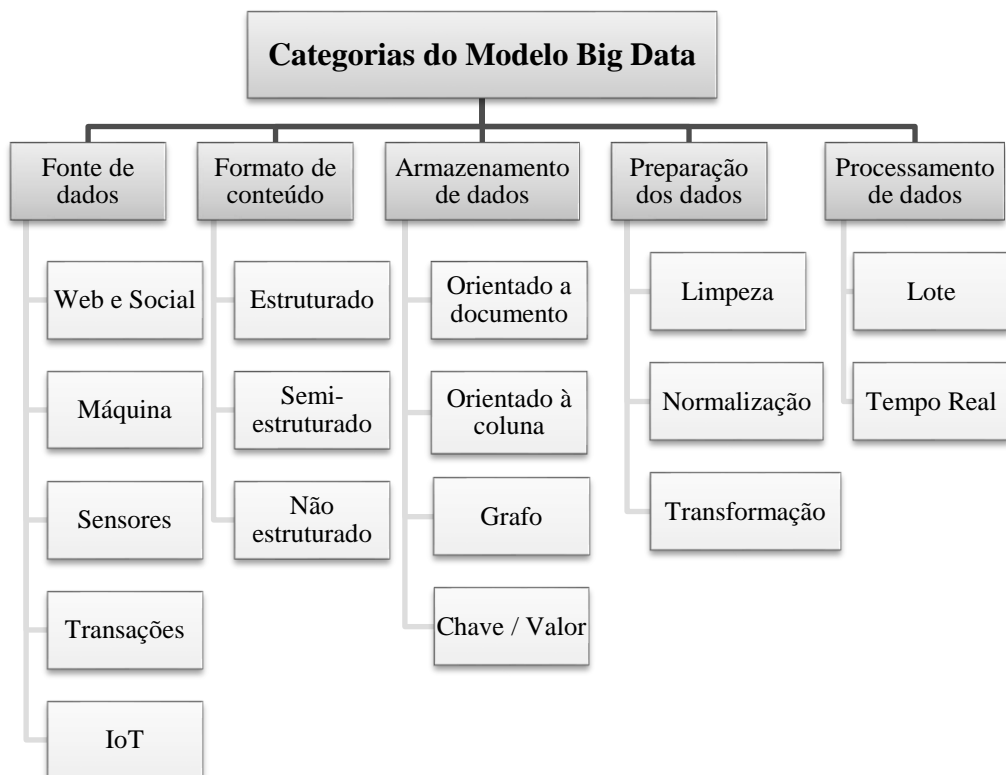 Categorias do Modelo Big Data
Fonte de
dados
Web e Social
Máquina
Sensores
Transações
IoT
Formato de
conteúdo
Estruturado
Semi-
estruturado
Não
estruturado
Armazenamento
de dados
Orientado a
documento
Orientado à
coluna
Grafo
Chave / Valor
Preparação
dos dados
Limpeza
Normalização
Transformação
Processamento
de dados
Lote
Tempo Real